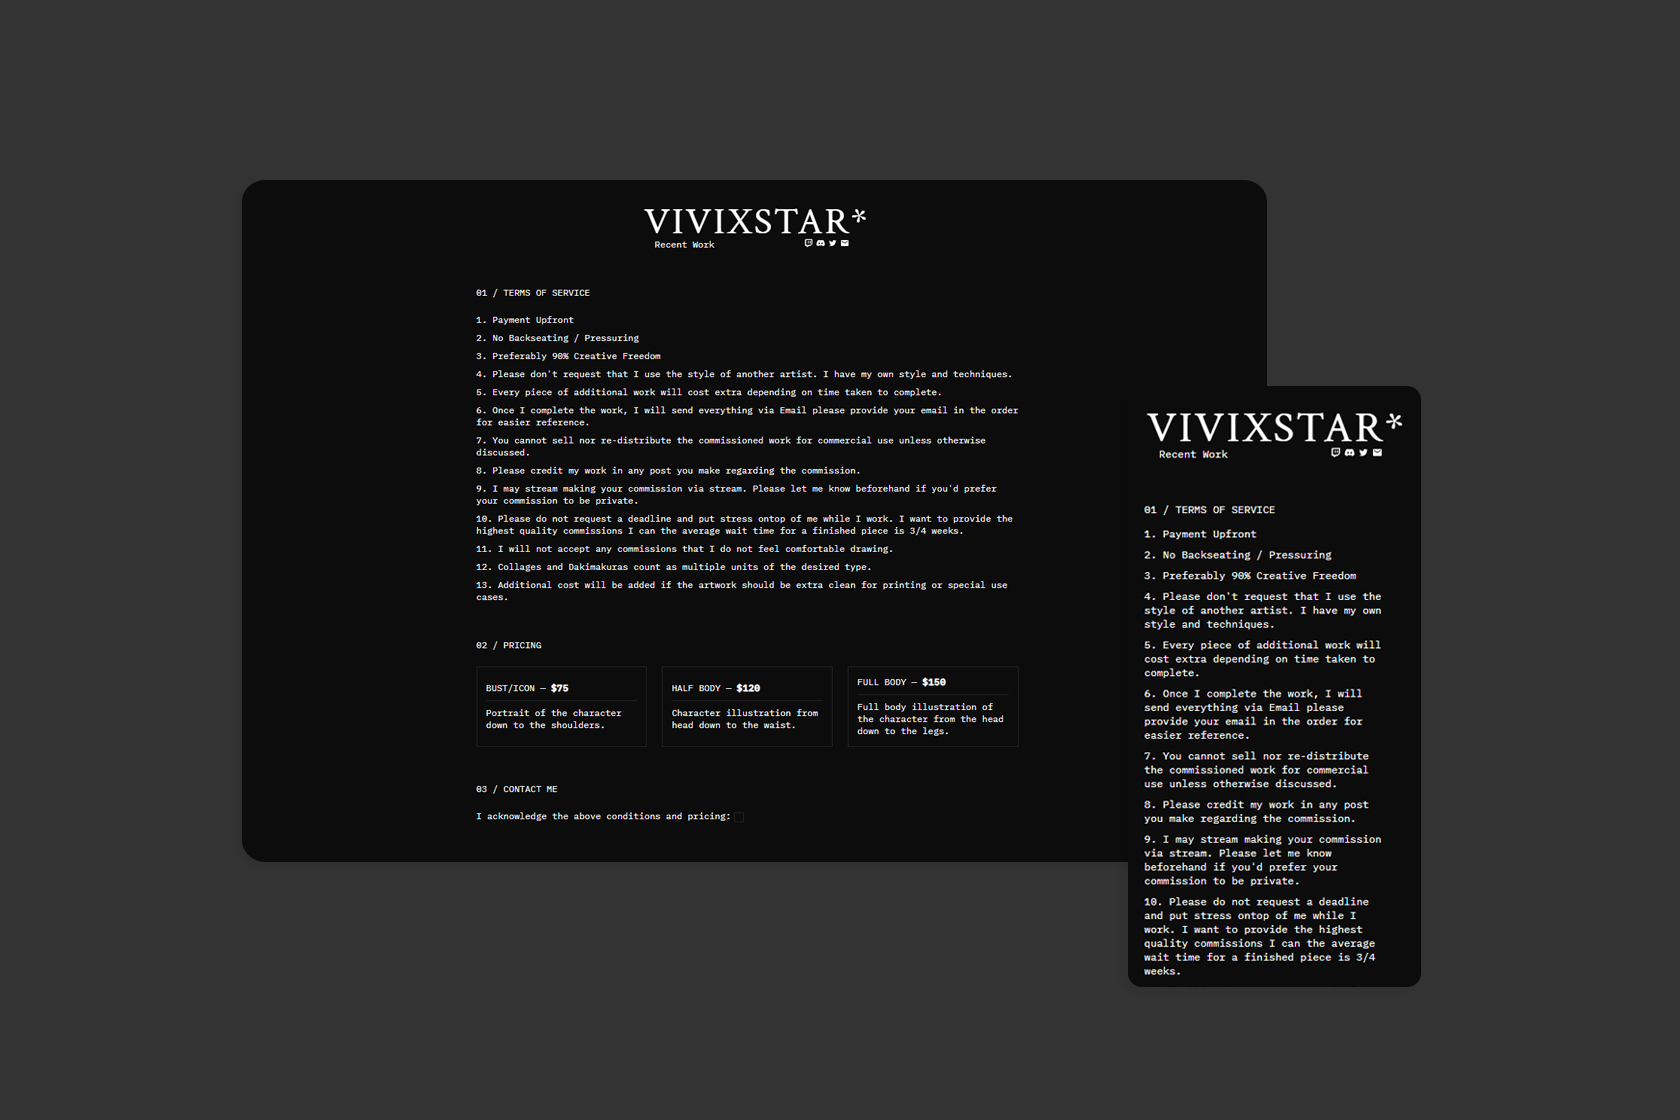 VIVIXSTAR*
Recent Work
01 / TERMS OF SERVICE
1. Payment Upfront
2. No Backseating / Pressuring
3. Preferably 90% Creative Freedom
4. Please don't request that I use the style of another artist. I have my own style and techniques.
5. Every piece of additional work will cost extra depending on time taken to complete.
6. Once I complete the work, I will send everything via Email please provide your email in the order
for easier reference.
7. You cannot sell nor re-distribute the commissioned work for commercial use unless otherwise
discussed.
8. Please credit my work in any post you make regarding the commission.
9. I may stream making your commission via stream. Please let me know beforehand if you'd prefer
your commission to be private.
10. Please do not request a deadline and put stress ontop of me while I work. I want to provide the
highest quality commissions I can the average wait time for a finished piece is 3/4 weeks.
11. I will not accept any commissions that I do not feel comfortable drawing.
12. Collages and Dakimakuras count as multiple units of the desired type.
13. Additional cost will be added if the artwork should be extra clean for printing or special use
cases.
02 / PRICING
BUST/ICON — $75
Portrait of the character
down to the shoulders.
HALF BODY — $120
Character illustration from
head down to the waist.
FULL BODY — $150
Full body illustration of
the character from the head
down to the legs.
03 / CONTACT ME
I acknowledge the above conditions and pricing:
VIVIXSTAR*
Recent Work
01 / TERMS OF SERVICE
1. Payment Upfront
2. No Backseating / Pressuring
3. Preferably 90% Creative Freedom
4. Please don't request that I use the
style of another artist. I have my own
style and techniques.
5. Every piece of additional work will
cost extra depending on time taken to
complete.
6. Once I complete the work, I will
send everything via Email please
provide your email in the order for
easier reference.
7. You cannot sell nor re-distribute
the commissioned work for commercial
use unless otherwise discussed.
8. Please credit my work in any post
you make regarding the commission.
9. I may stream making your commission
via stream. Please let me know
beforehand if you'd prefer your
commission to be private.
10. Please do not request a deadline
and put stress ontop of me while I
work. I want to provide the highest
quality commissions I can the average
wait time for a finished piece is 3/4
weeks.